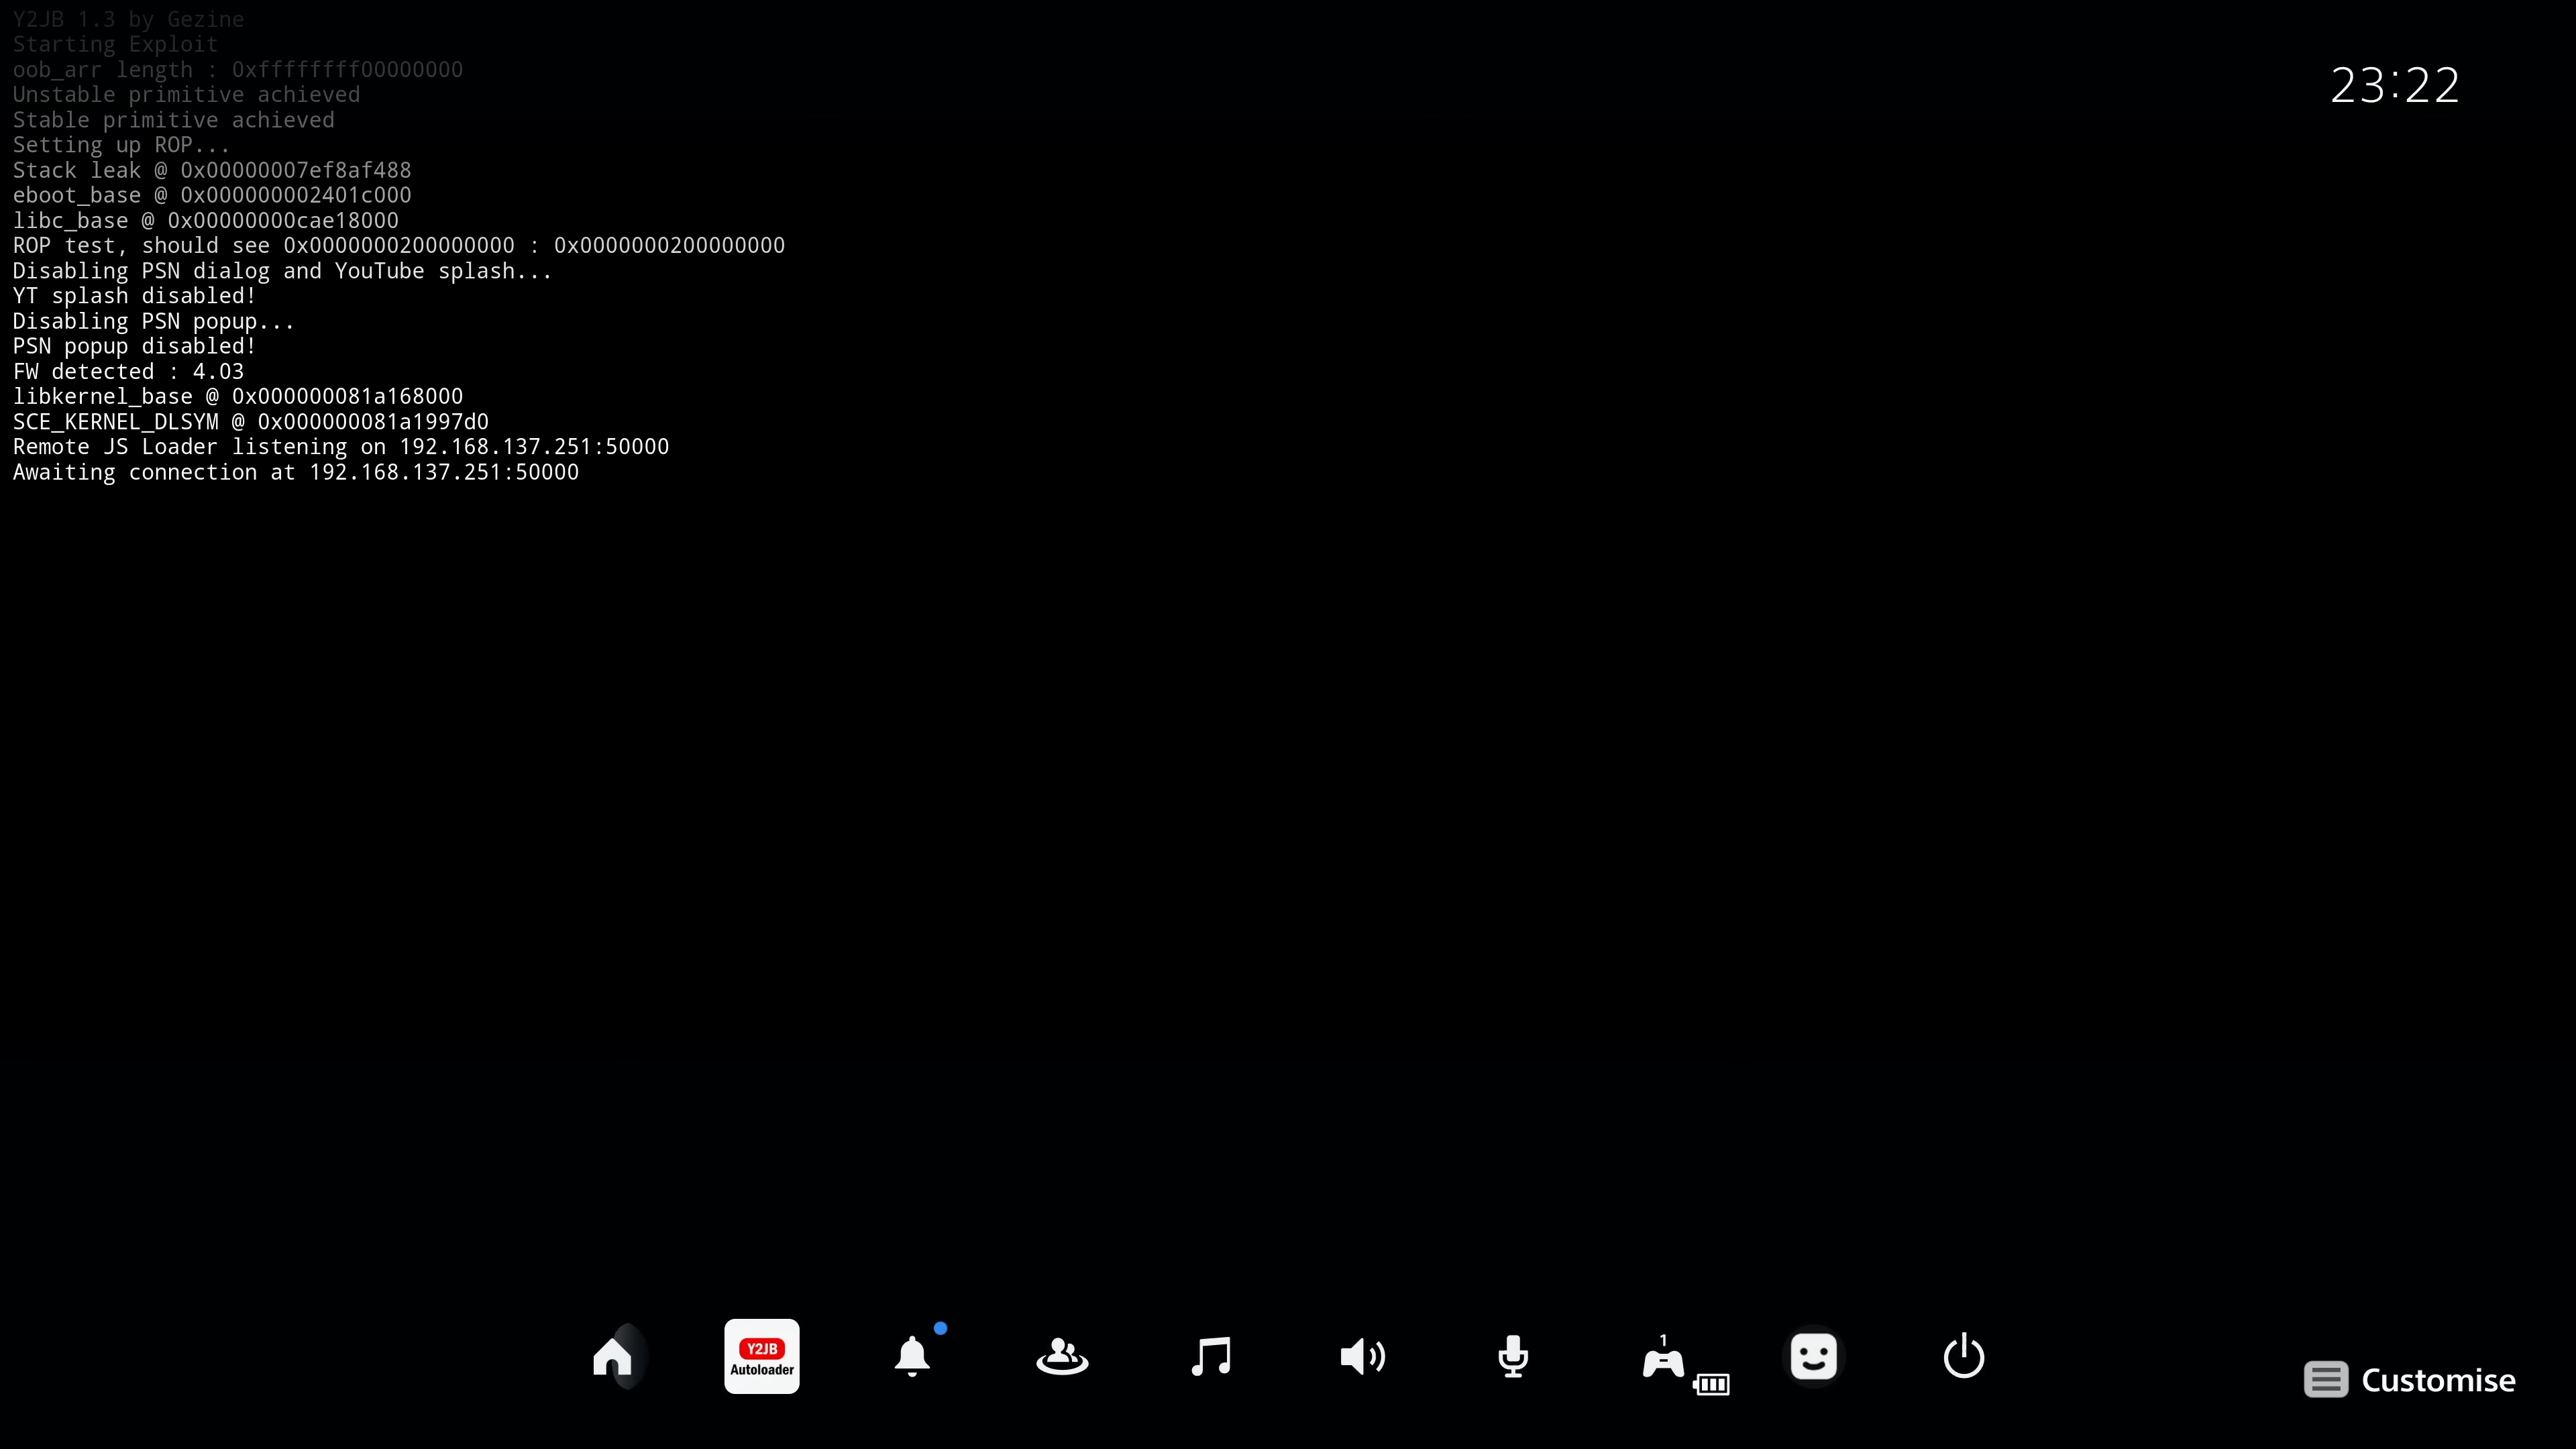 Y2JB 1.3 by Gezine
Starting Exploit
oob_arr length : 0xffffffff00000000
Unstable primitive achieved
Stable primitive achieved
Setting up ROP...
Stack leak @ 0x00000007ef8af488
eboot_base @ 0x000000002401c000
libc_base @ 0x00000000cae18000
ROP test, should see 0x0000000200000000 : 0x0000000200000000
Disabling PSN dialog and YouTube splash...
YT splash disabled!
Disabling PSN popup...
PSN popup disabled!
FW detected : 4.03
libkernel_base @ 0x000000081a168000
SCE_KERNEL_DLSYM @ 0x000000081a1997d0
Remote JS Loader listening on 192.168.137.251:50000
Awaiting connection at 192.168.137.251:50000
23:22
Y2JB
Autoloader
1
Customise